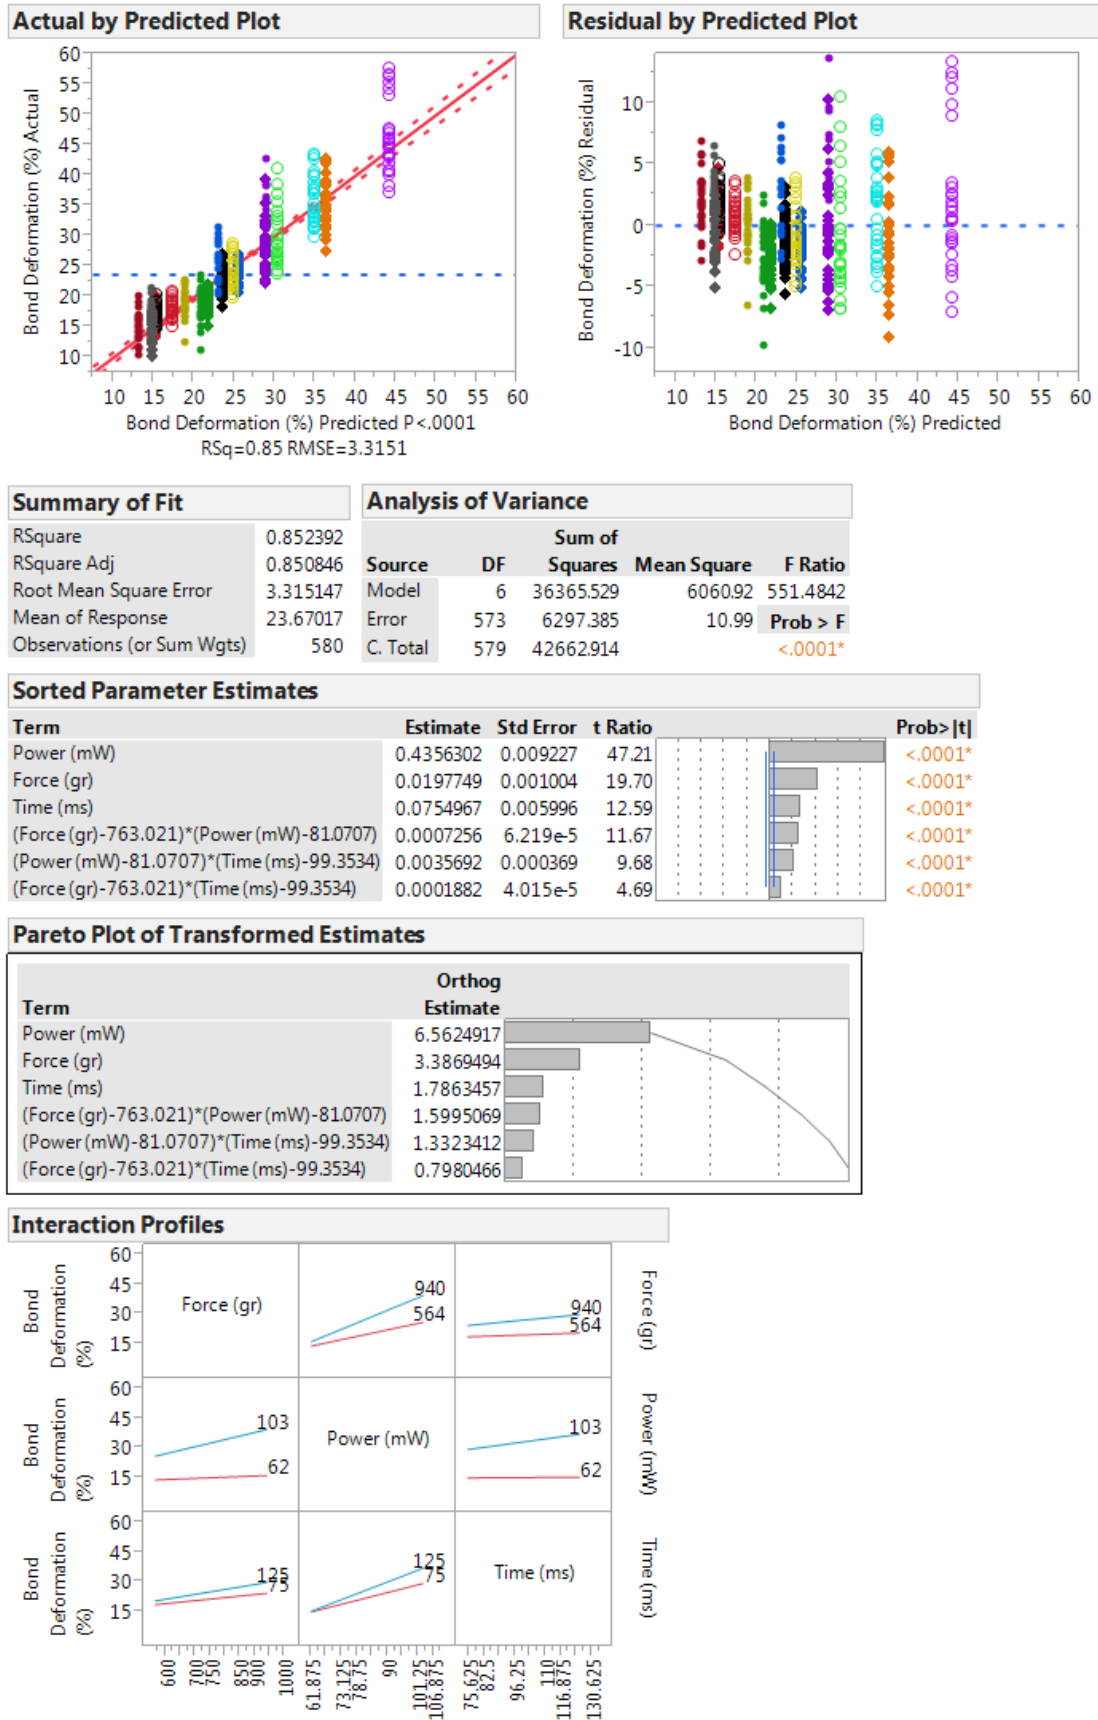 Actual by Predicted Plot
Bond Deformation (%) Actual
60
55
50
45
40
35
30
25
20
15
10
10 15 20 25 30 35 40 45 50 55 60
Bond Deformation (%) Predicted P<.0001
RSq=0.85 RMSE=3.3151
Residual by Predicted Plot
Bond Deformation (%) Residual
10
5
0
-5
-10
10 15 20 25 30 35 40 45 50 55 60
Bond Deformation (%) Predicted
Summary of Fit
RSquare 0.852392
RSquare Adj 0.850846
Root Mean Square Error 3.315147
Mean of Response 23.67017
Observations (or Sum Wgts) 580
Analysis of Variance
Sum of
Source DF Squares Mean Square F Ratio
Model 6 36365.529 6060.92 551.4842
Error 573 6297.385 10.99 Prob > F
C. Total 579 42662.914 <.0001*
Sorted Parameter Estimates
Term Estimate Std Error t Ratio Prob>|t|
Power (mW) 0.4356302 0.009227 47.21 <.0001*
Force (gr) 0.0197749 0.001004 19.70 <.0001*
Time (ms) 0.0754967 0.005996 12.59 <.0001*
(Force (gr)-763.021)*(Power (mW)-81.0707) 0.0007256 6.219e-5 11.67 <.0001*
(Power (mW)-81.0707)*(Time (ms)-99.3534) 0.0035692 0.000369 9.68 <.0001*
(Force (gr)-763.021)*(Time (ms)-99.3534) 0.0001882 4.015e-5 4.69 <.0001*
Pareto Plot of Transformed Estimates
Orthog
Term Estimate
Power (mW) 6.5624917
Force (gr) 3.3869494
Time (ms) 1.7863457
(Force (gr)-763.021)*(Power (mW)-81.0707) 1.5995069
(Power (mW)-81.0707)*(Time (ms)-99.3534) 1.3323412
(Force (gr)-763.021)*(Time (ms)-99.3534) 0.7980466
Interaction Profiles
Bond
Deformation
(%)
60
45
30
15
Force (gr)
940
564
940
564
Force (gr)
Bond
Deformation
(%)
60
45
30
15
103
62
Power (mW)
103
62
Power (mW)
Bond
Deformation
(%)
60
45
30
15
125
75
125
75
Time (ms)
Time (ms)
600 700 750 850 900 1000
61.875 73.125 78.75 90 101.25 106.875
75.625 82.5 96.25 110 116.875 130.625